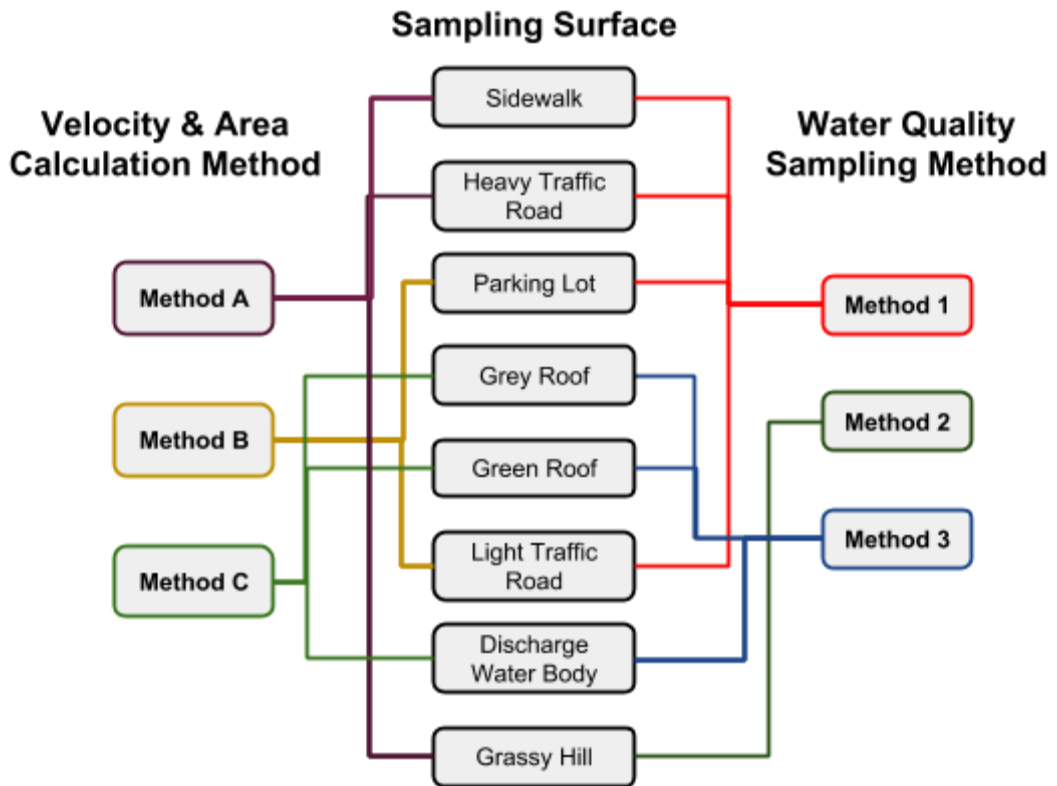 Sampling Surface
Velocity & Area
Calculation Method
Water Quality
Sampling Method
Sidewalk
Heavy Traffic
Road
Parking Lot
Grey Roof
Green Roof
Light Traffic
Road
Discharge
Water Body
Grassy Hill
Method A
Method B
Method C
Method 1
Method 2
Method 3